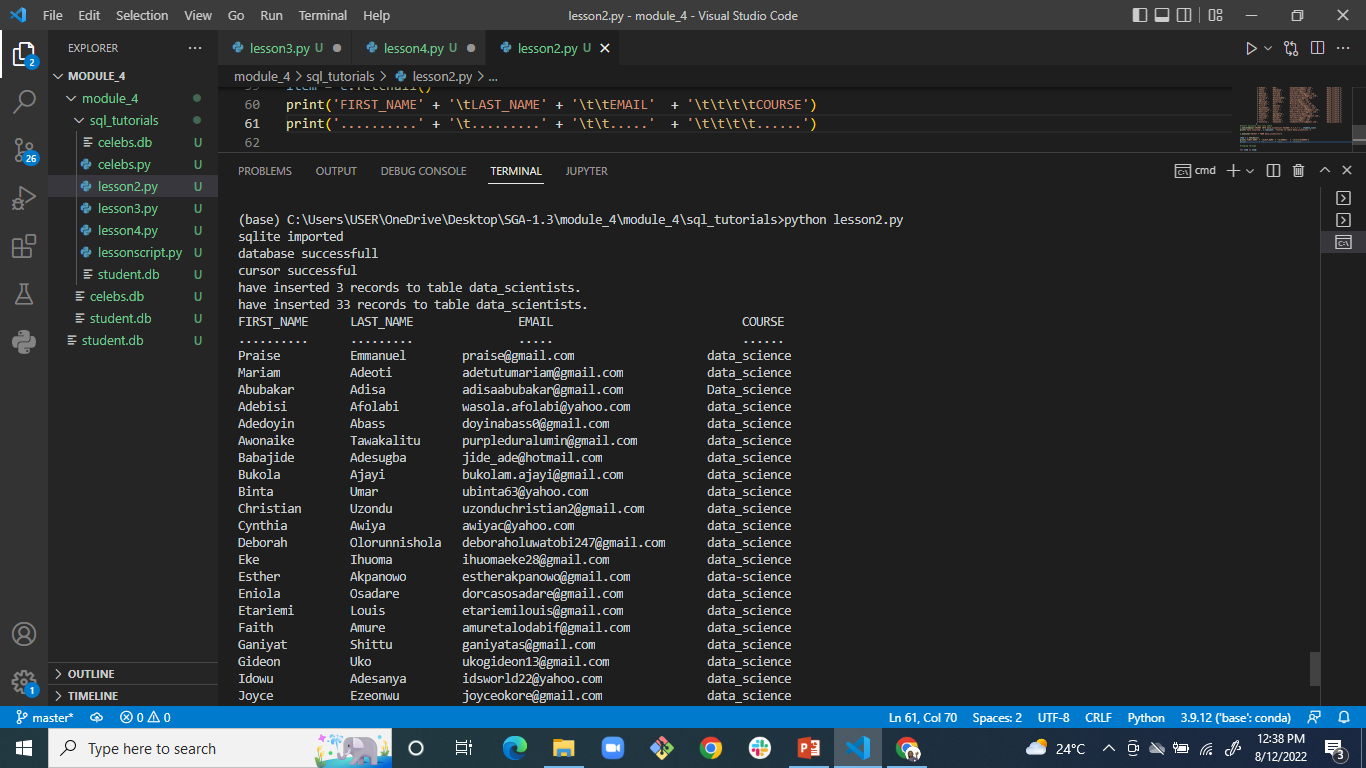 File Edit Selection View Go Run Terminal Help lesson2.py - module_4 - Visual Studio Code
EXPLORER
MODULE_4
module_4
sql_tutorials
celebs.db U
celebs.py U
lesson2.py U
lesson3.py U
lesson4.py U
lessonscript.py U
student.db U
celebs.db U
student.db U
student.db U
OUTLINE
TIMELINE
2
26
1
lesson3.py U lesson4.py U lesson2.py U
module_4 > sql_tutorials > lesson2.py > ...
60 print('FIRST_NAME' + '\tLAST_NAME' + '\t\tEMAIL'  + '\t\t\t\tCOURSE')
61 print('..........' + '\t.........' + '\t\t.....'  + '\t\t\t\t......')
62
PROBLEMS OUTPUT DEBUG CONSOLE TERMINAL JUPYTER cmd
(base) C:\Users\USER\OneDrive\Desktop\SGA-1.3\module_4\module_4\sql_tutorials>python lesson2.py
sqlite imported
database successfull
cursor successful
have inserted 3 records to table data_scientists.
have inserted 33 records to table data_scientists.
FIRST_NAME LAST_NAME EMAIL COURSE
.......... ......... ..... ......
Praise Emmanuel praise@gmail.com data_science
Mariam Adeoti adetutumariam@gmail.com data_science
Abubakar Adisa adisaabubakar@gmail.com Data_science
Adebisi Afolabi wasola.afolabi@yahoo.com data_science
Adedoyin Abass doyinabass0@gmail.com data_science
Awonaike Tawakalitu purpleduralumin@gmail.com data_science
Babajide Adesugba jide_ade@hotmail.com data_science
Bukola Ajayi bukolam.ajayi@gmail.com data_science
Binta Umar ubinta63@yahoo.com data_science
Christian Uzondu uzonduchristian2@gmail.com data_science
Cynthia Awiya awiyac@yahoo.com data_science
Deborah Olorunnishola deboraholuwatobi247@gmail.com data_science
Eke Ihuoma ihuomaeke28@gmail.com data_science
Esther Akpanowo estherakpanowo@gmail.com data-science
Eniola Osadare dorcasosadare@gmail.com data_science
Etariemi Louis etariemilouis@gmail.com data_science
Faith Amure amuretalodabif@gmail.com data_science
Ganiyat Shittu ganiyatas@gmail.com data_science
Gideon Uko ukogideon13@gmail.com data_science
Idowu Adesanya idsworld22@yahoo.com data_science
Joyce Ezeonwu joyceokore@gmail.com data_science
master* 0 0 Ln 61, Col 70 Spaces: 2 UTF-8 CRLF Python 3.9.12 ('base': conda)
Type here to search 24°C 12:38 PM
8/12/2022
3